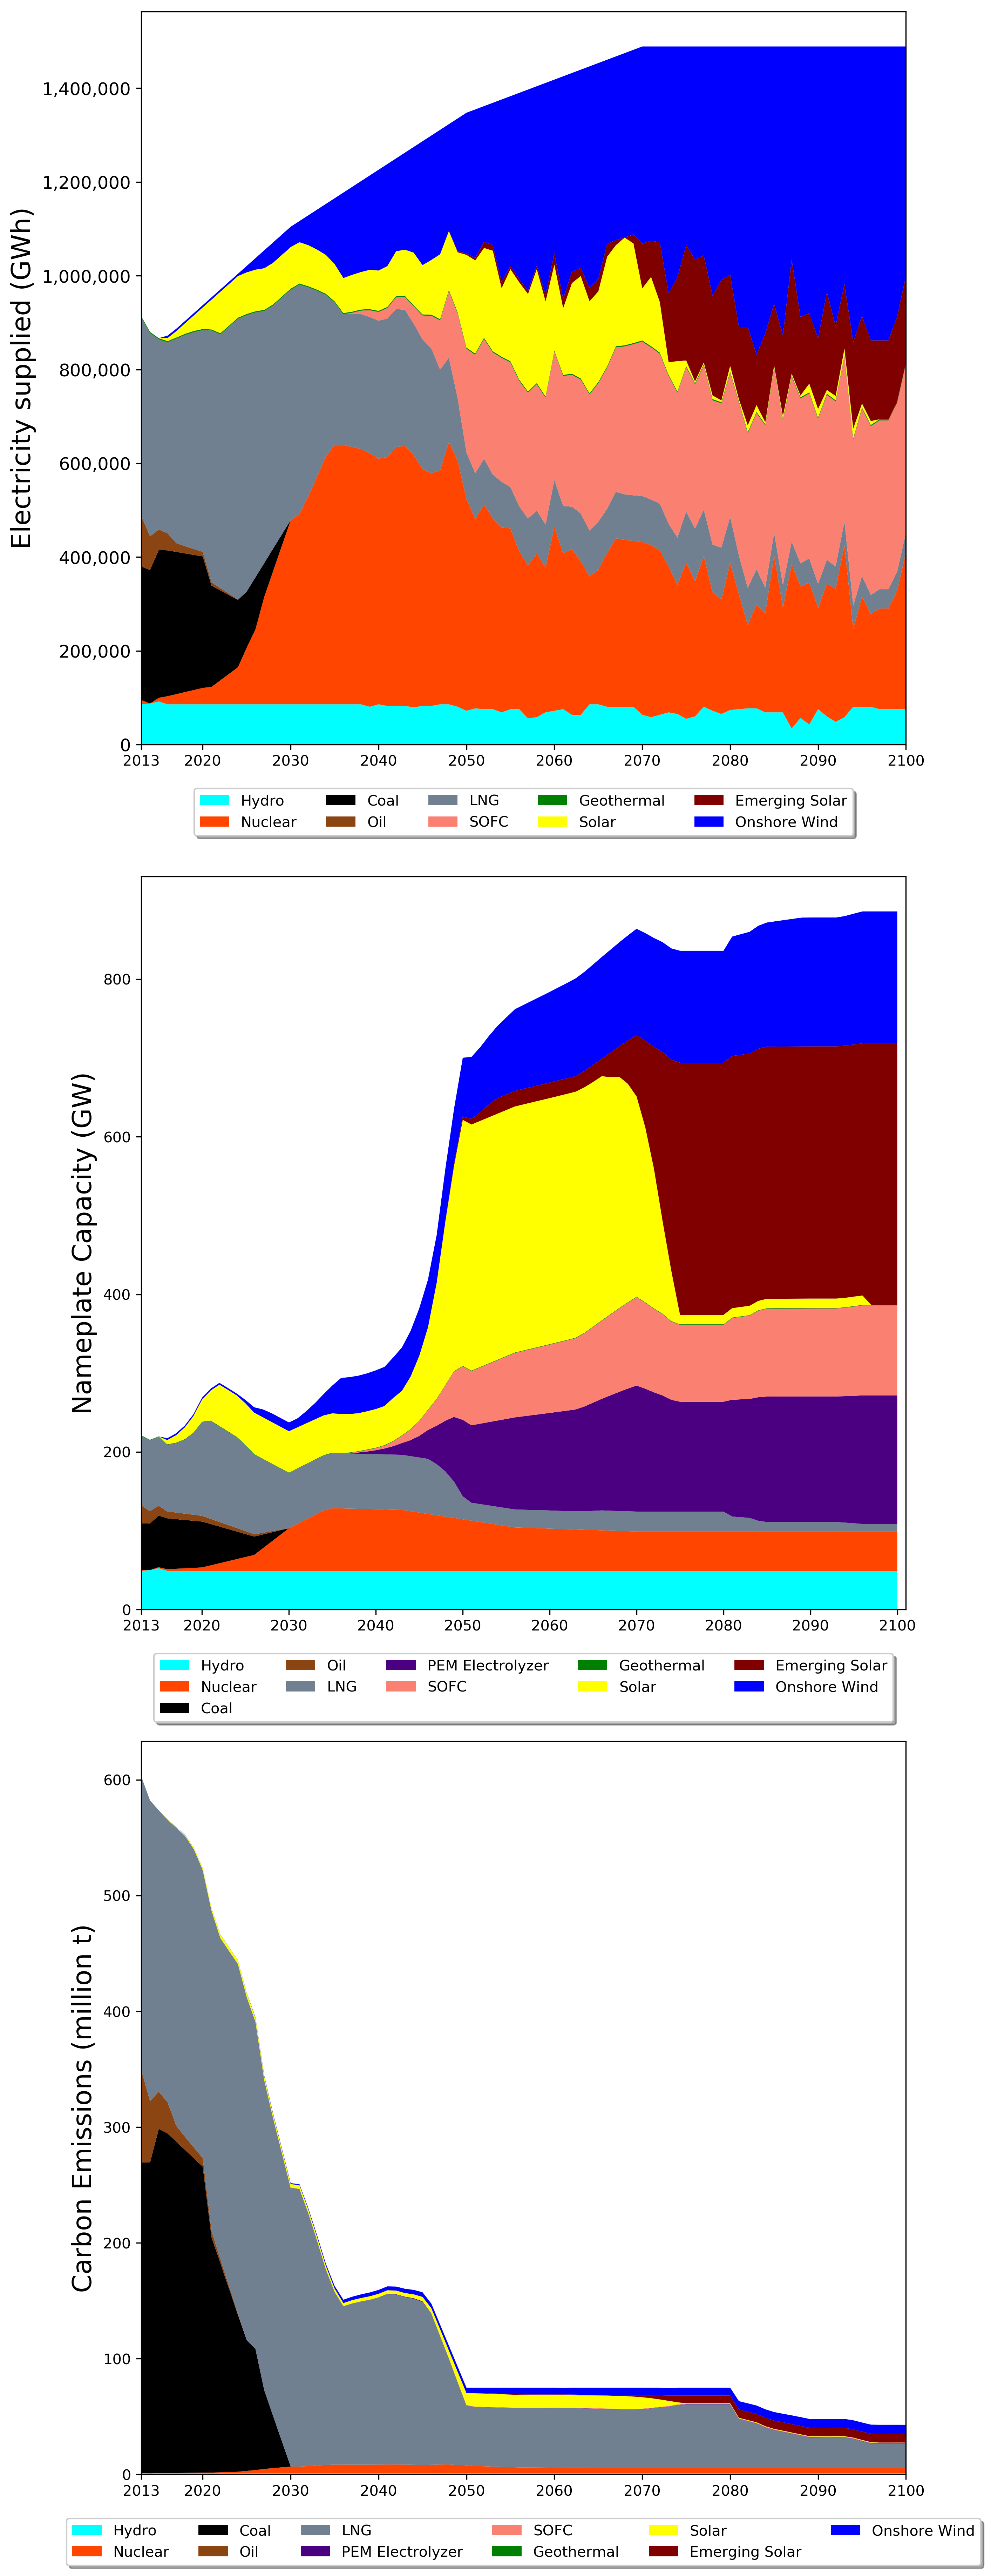 Electricity supplied (GWh)
1,400,000
1,200,000
1,000,000
800,000
600,000
400,000
200,000
0
2013 2020 2030 2040 2050 2060 2070 2080 2090 2100
Hydro Coal LNG Geothermal Emerging Solar
Nuclear Oil SOFC Solar Onshore Wind
Nameplate Capacity (GW)
800
600
400
200
0
2013 2020 2030 2040 2050 2060 2070 2080 2090 2100
Hydro Oil PEM Electrolyzer Geothermal Emerging Solar
Nuclear LNG SOFC Solar Onshore Wind
Coal
Carbon Emissions (million t)
600
500
400
300
200
100
0
2013 2020 2030 2040 2050 2060 2070 2080 2090 2100
Hydro Coal LNG SOFC Solar Onshore Wind
Nuclear Oil PEM Electrolyzer Geothermal Emerging Solar